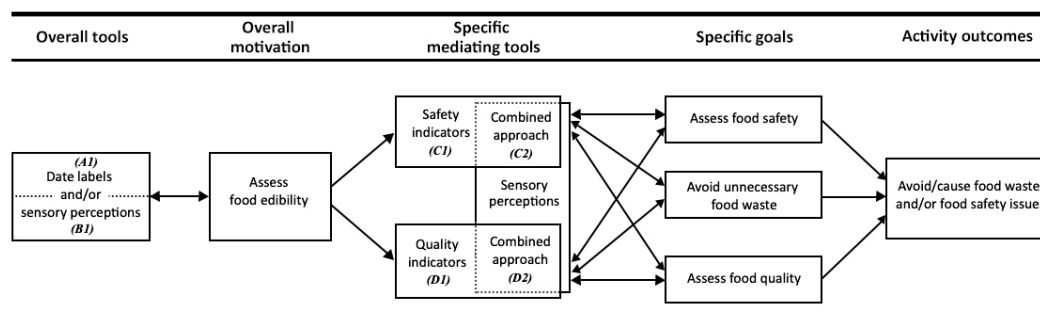 Overall tools
Overall
motivation
Specific
mediating tools
Specific goals
Activity outcomes
(A1)
Date labels
and/or
sensory perceptions
(B1)
Assess
food edibility
Safety
indicators
(C1)
Combined
approach
(C2)
Sensory
perceptions
Quality
indicators
(D1)
Combined
approach
(D2)
Assess food safety
Avoid unnecessary
food waste
Assess food quality
Avoid/cause food waste
and/or food safety issues